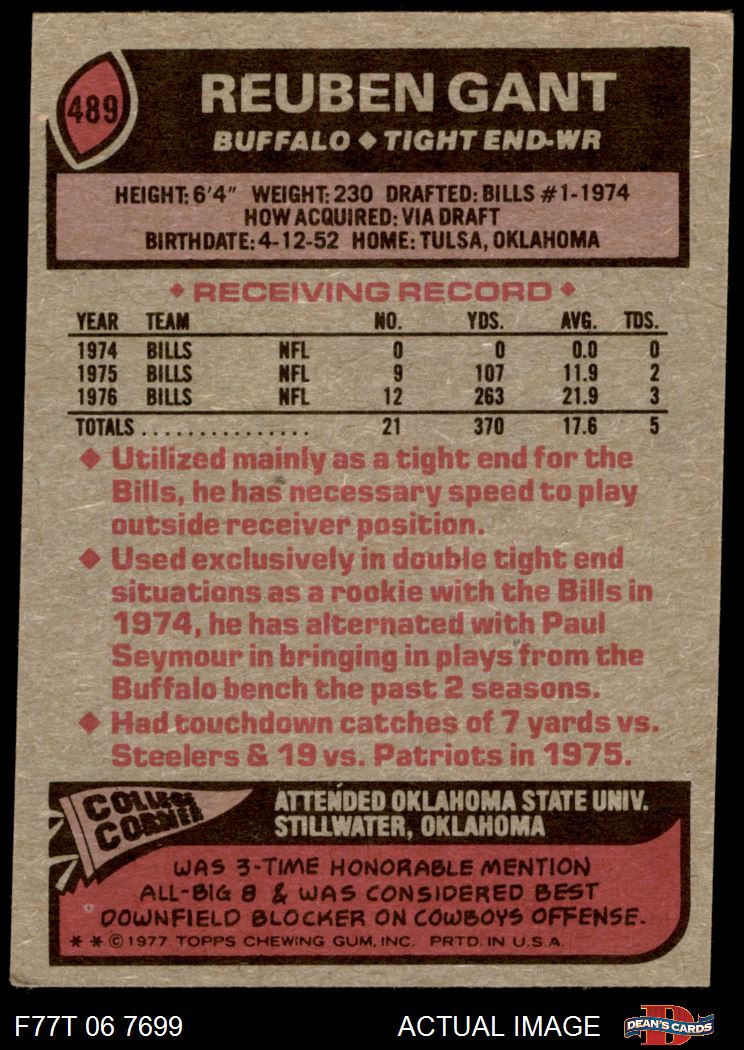 489
REUBEN GANT
BUFFALO ◆ TIGHT END-WR
HEIGHT: 6'4" WEIGHT: 230 DRAFTED: BILLS #1-1974
HOW ACQUIRED: VIA DRAFT
BIRTHDATE: 4-12-52 HOME: TULSA, OKLAHOMA
◆ RECEIVING RECORD ◆
YEAR TEAM NO. YDS. AVG. TDS.
1974 BILLS NFL 0 0 0.0 0
1975 BILLS NFL 9 107 11.9 2
1976 BILLS NFL 12 263 21.9 3
TOTALS ............... 21 370 17.6 5
◆ Utilized mainly as a tight end for the
Bills, he has necessary speed to play
outside receiver position.
◆ Used exclusively in double tight end
situations as a rookie with the Bills in
1974, he has alternated with Paul
Seymour in bringing in plays from the
Buffalo bench the past 2 seasons.
◆ Had touchdown catches of 7 yards vs.
Steelers & 19 vs. Patriots in 1975.
COLLEGE
CORNER
ATTENDED OKLAHOMA STATE UNIV.
STILLWATER, OKLAHOMA
WAS 3-TIME HONORABLE MENTION
ALL-BIG 8 & WAS CONSIDERED BEST
DOWNFIELD BLOCKER ON COWBOYS OFFENSE.
* * © 1977 TOPPS CHEWING GUM, INC. PRTD. IN U.S.A.
F77T 06 7699
ACTUAL IMAGE
D
DEAN'S CARDS